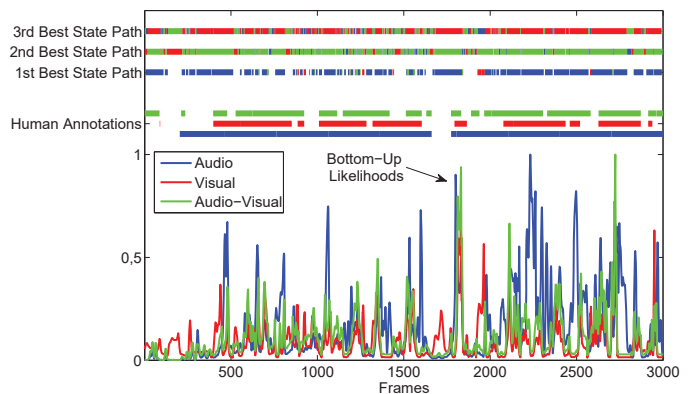 3rd Best State Path
2nd Best State Path
1st Best State Path
Human Annotations
1
Audio
Visual
Audio−Visual
Bottom−Up
Likelihoods
0,5
0
500
1000
1500
2000
2500
3000
Frames